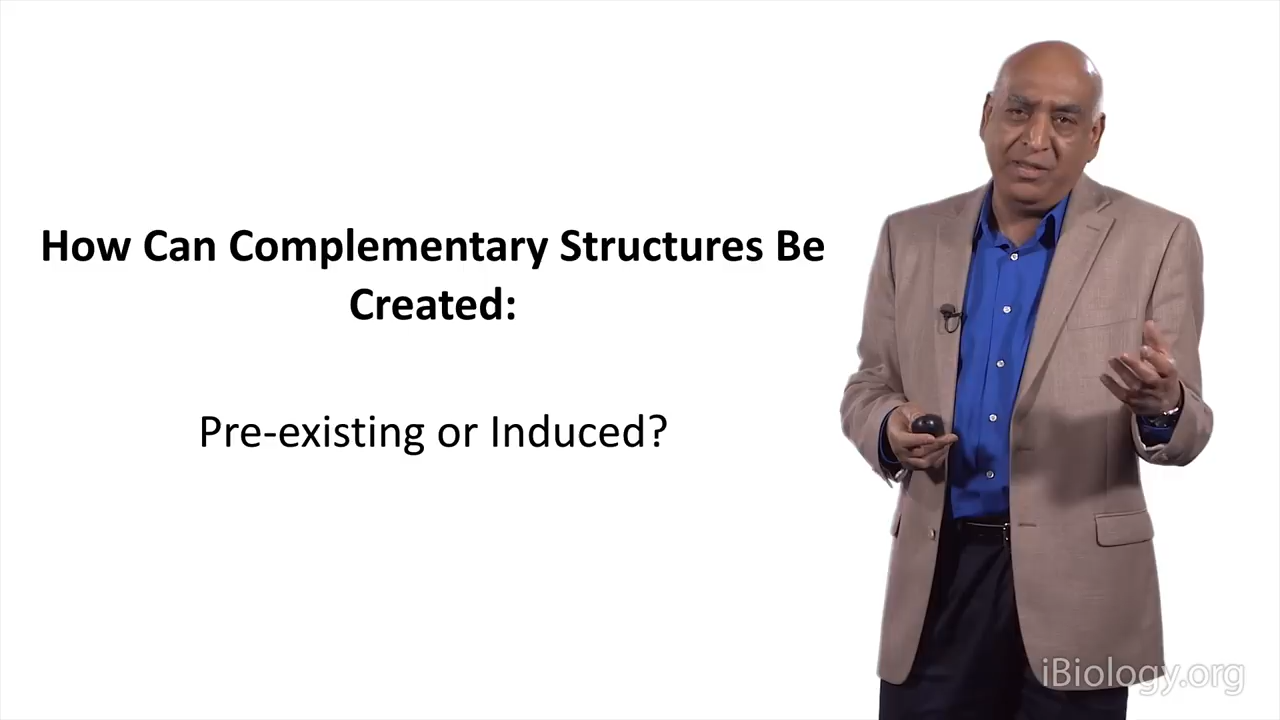 How Can Complementary Structures Be
Created:
Pre-existing or Induced?
iBiology.org